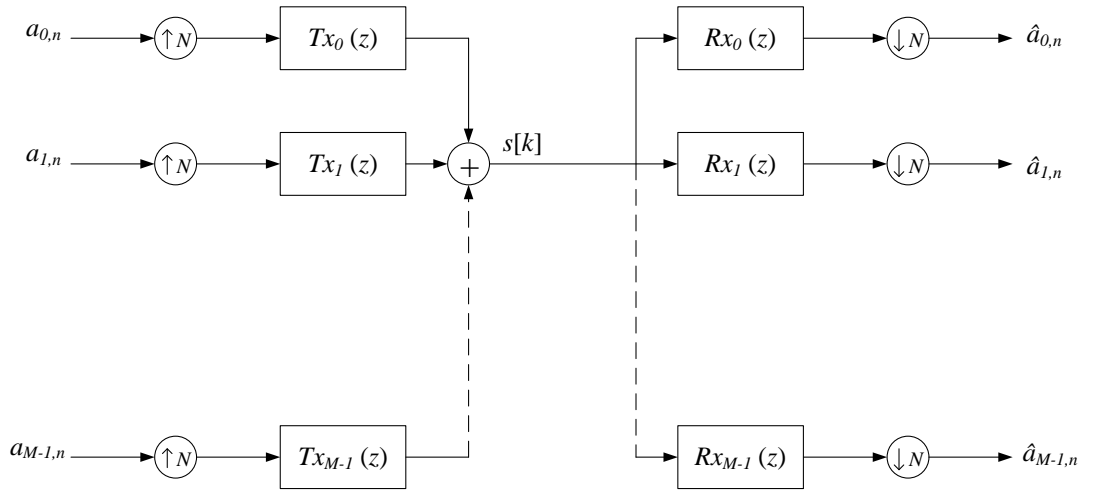 a0,n ↑N Tx0 (z) Rx0 (z) ↓N â0,n
s[k]
a1,n ↑N Tx1 (z) + Rx1 (z) ↓N â1,n
aM-1,n ↑N TxM-1 (z) RxM-1 (z) ↓N âM-1,n